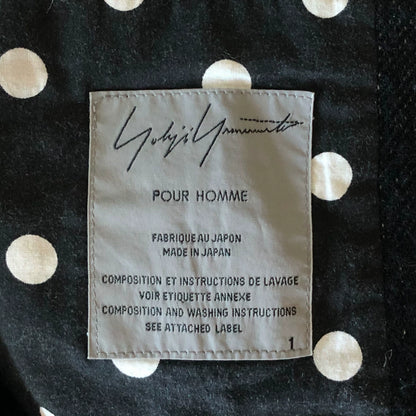 Yohji Yamamoto
POUR HOMME
FABRIQUE AU JAPON
MADE IN JAPAN
COMPOSITION ET INSTRUCTIONS DE LAVAGE
VOIR ETIQUETTE ANNEXE
COMPOSITION AND WASHING INSTRUCTIONS
SEE ATTACHED LABEL
1